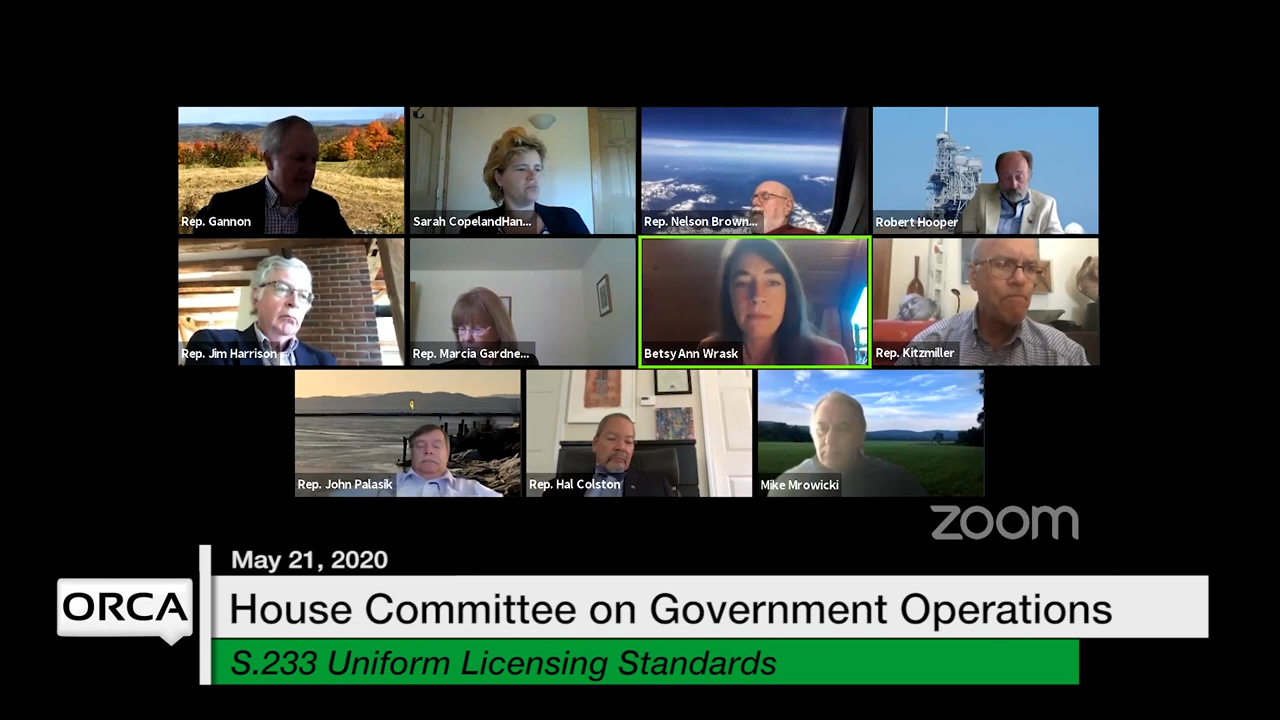 Rep. Gannon
Sarah CopelandHan...
Rep. Nelson Brown...
Robert Hooper
Rep. Jim Harrison
Rep. Marcia Gardne...
Betsy Ann Wrask
Rep. Kitzmiller
Rep. John Palasik
Rep. Hal Colston
Mike Mrowicki
zoom
May 21, 2020
ORCA
House Committee on Government Operations
S.233 Uniform Licensing Standards